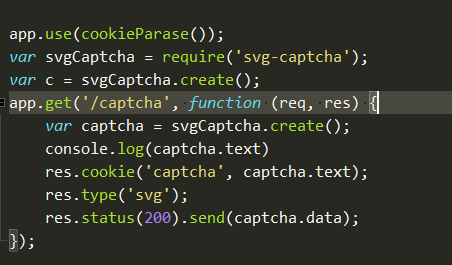 app.use(cookieParase());
var svgCaptcha = require('svg-captcha');
var c = svgCaptcha.create();
app.get('/captcha', function (req, res) {
    var captcha = svgCaptcha.create();
    console.log(captcha.text)
    res.cookie('captcha', captcha.text);
    res.type('svg');
    res.status(200).send(captcha.data);
});